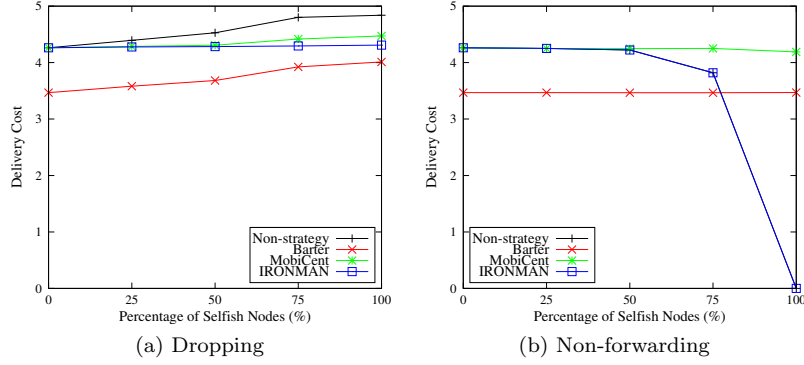 5
4
3
2
1
0
Delivery Cost
Non-strategy
Barter
MobiCent
IRONMAN
0 25 50 75 100
Percentage of Selfish Nodes (%)
(a) Dropping
5
4
3
2
1
0
Delivery Cost
Non-strategy
Barter
MobiCent
IRONMAN
0 25 50 75 100
Percentage of Selfish Nodes (%)
(b) Non-forwarding